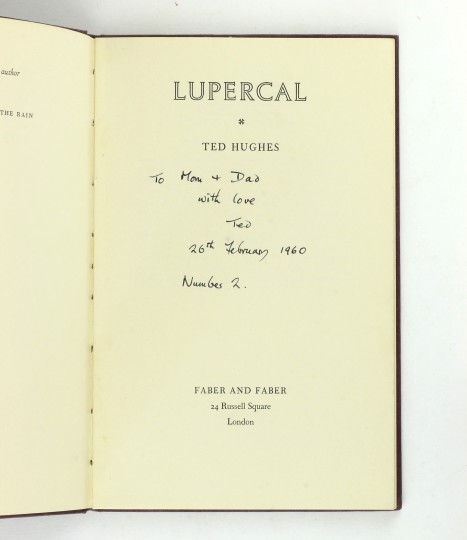 author
THE RAIN
LUPERCAL
*
TED HUGHES
To Mom + Dad
with love
Ted
26th February 1960
Number 2.
FABER AND FABER
24 Russell Square
London